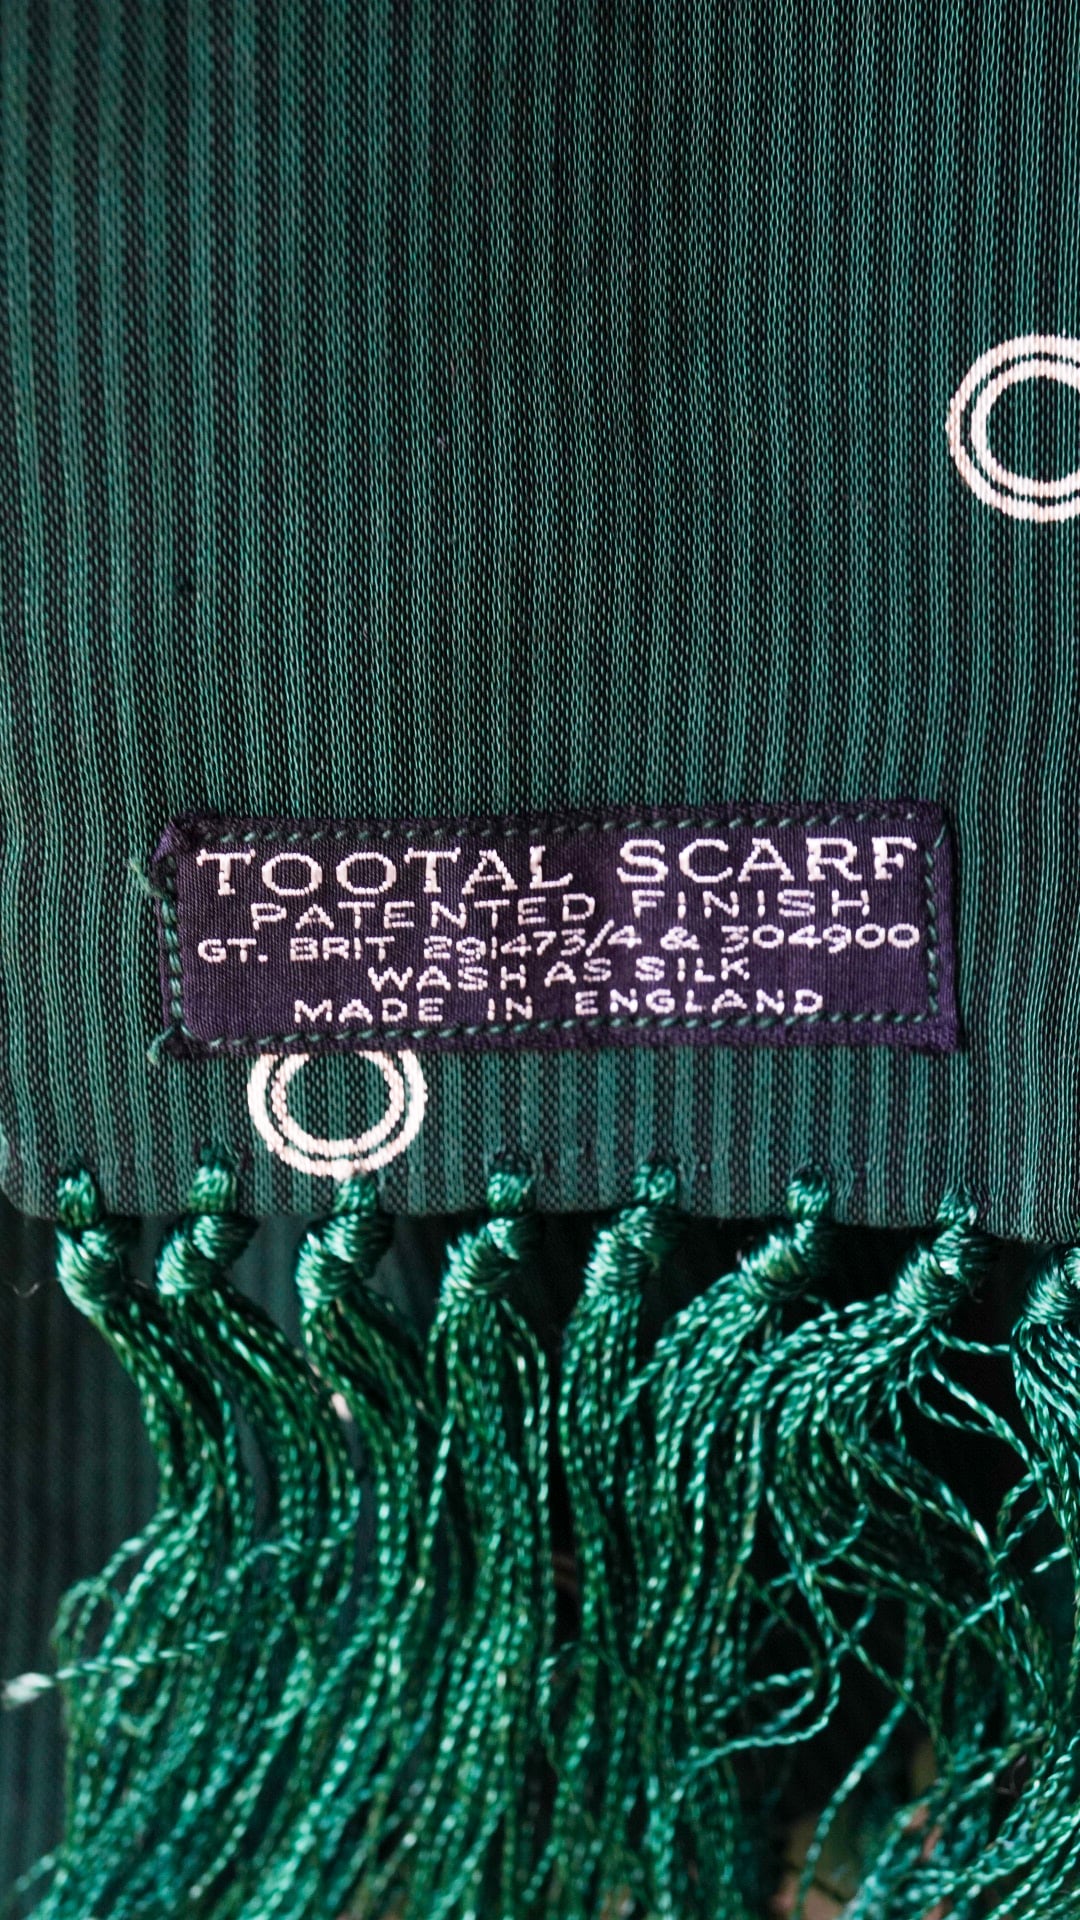 TOOTAL SCARF
PATENTED FINISH
GT. BRIT 291473/4 & 304900
WASH AS SILK
MADE IN ENGLAND